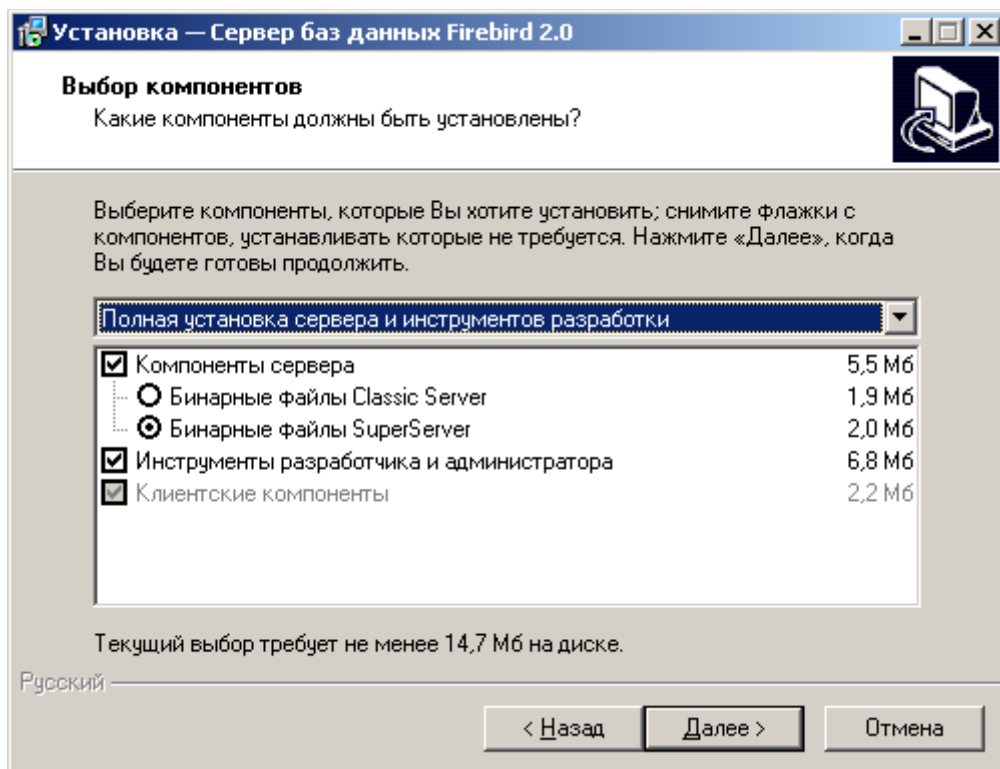 Установка — Сервер баз данных Firebird 2.0
Выбор компонентов
Какие компоненты должны быть установлены?
Выберите компоненты, которые Вы хотите установить; снимите флажки с
компонентов, устанавливать которые не требуется. Нажмите «Далее», когда
Вы будете готовы продолжить.
Полная установка сервера и инструментов разработки
Компоненты сервера 5,5 Мб
Бинарные файлы Classic Server 1,9 Мб
Бинарные файлы SuperServer 2,0 Мб
Инструменты разработчика и администратора 6,8 Мб
Клиентские компоненты 2,2 Мб
Текущий выбор требует не менее 14,7 Мб на диске.
Русский
< Назад Далее > Отмена